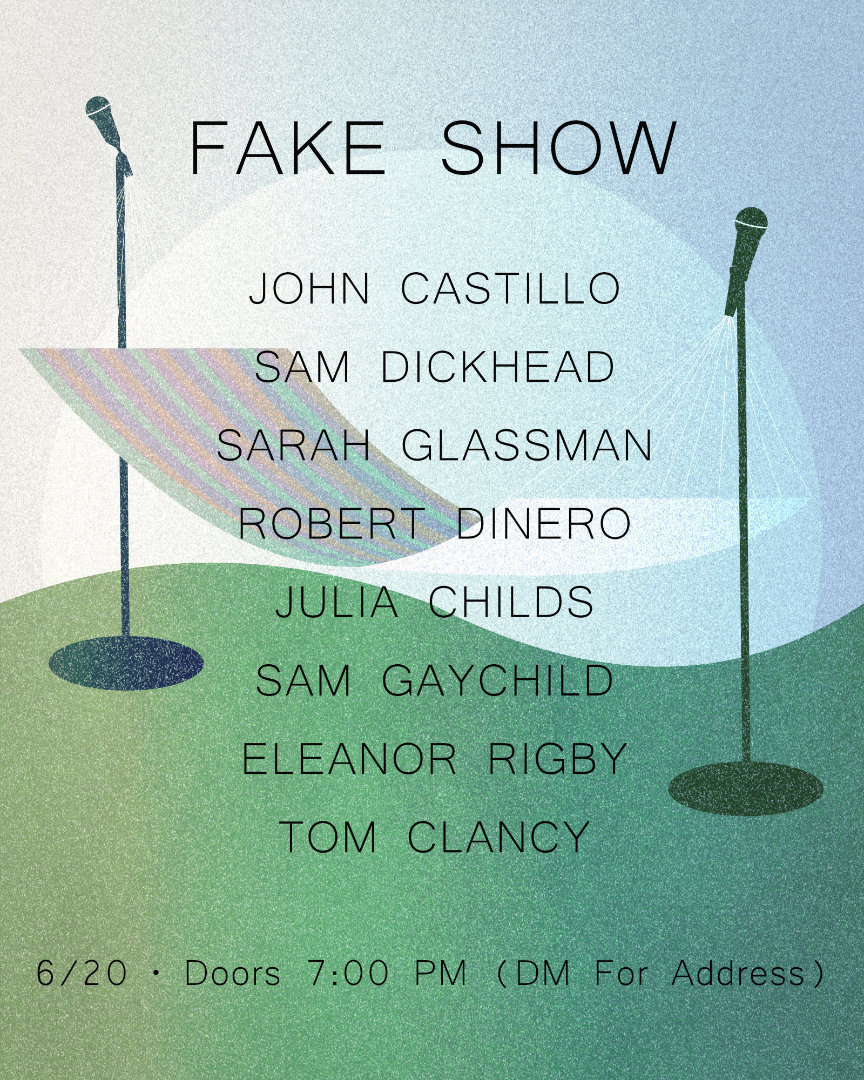 FAKE SHOW
JOHN CASTILLO
SAM DICKHEAD
SARAH GLASSMAN
ROBERT DINERO
JULIA CHILDS
SAM GAYCHILD
ELEANOR RIGBY
TOM CLANCY
6/20 • Doors 7:00 PM (DM For Address)